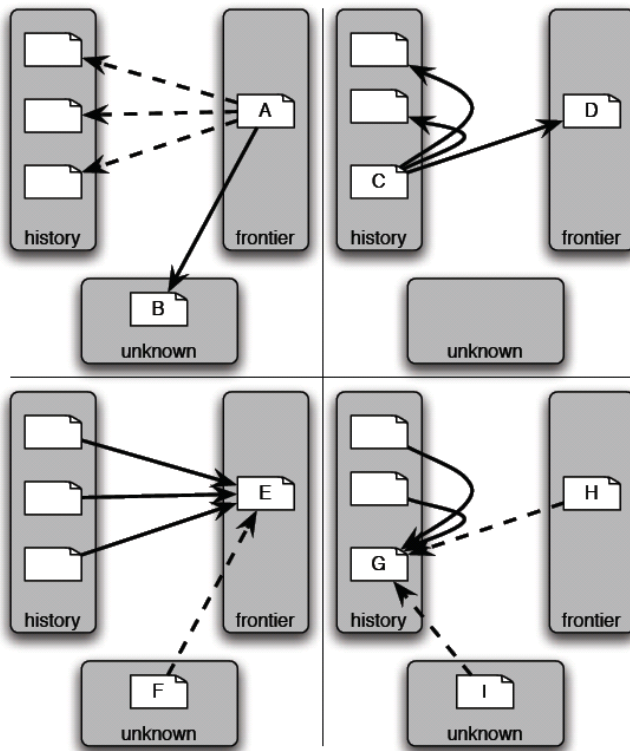 A
history
frontier
B
unknown
D
C
history
frontier
unknown
E
history
frontier
F
unknown
H
G
history
frontier
I
unknown